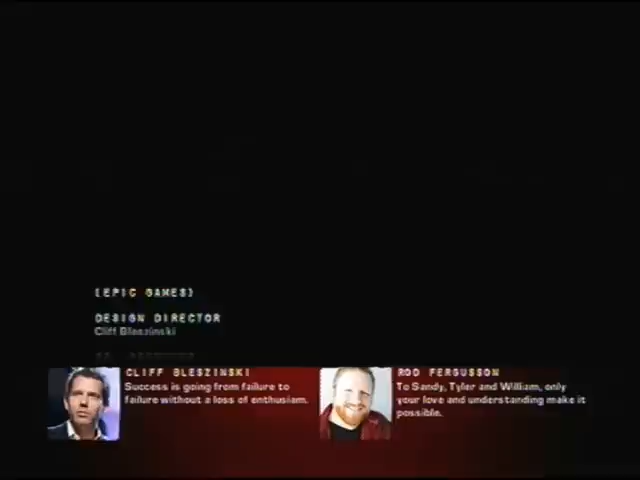 [EPIC GAMES]
DESIGN DIRECTOR
Cliff Bleszinski
CLIFF BLESZINSKI
Success is going from failure to
failure without a loss of enthusiasm.
ROD FERGUSSON
To Sandy, Tyler and William, only
your love and understanding make it
possible.